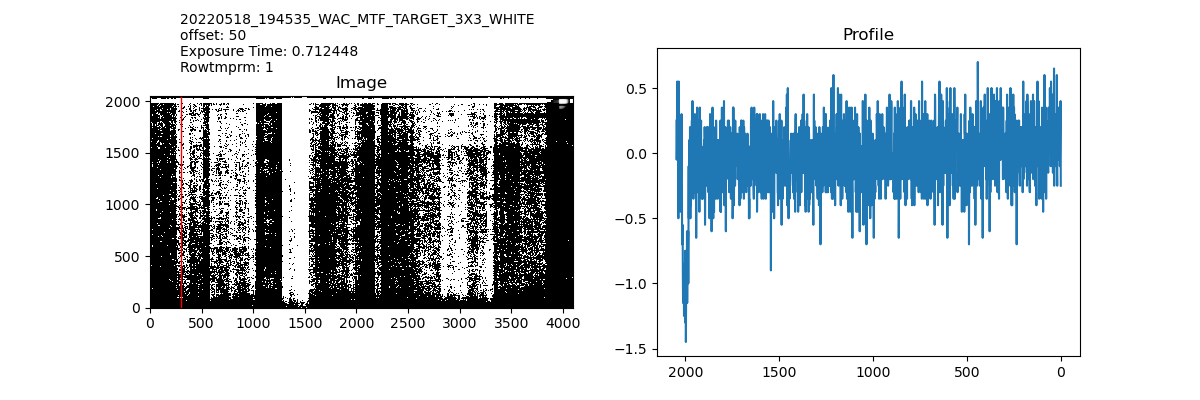 20220518_194535_WAC_MTF_TARGET_3X3_WHITE
offset: 50
Exposure Time: 0.712448
Rowtmprm: 1
Image
2000
1500
1000
500
0
0 500 1000 1500 2000 2500 3000 3500 4000
Profile
0.5
0.0
−0.5
−1.0
−1.5
2000 1500 1000 500 0